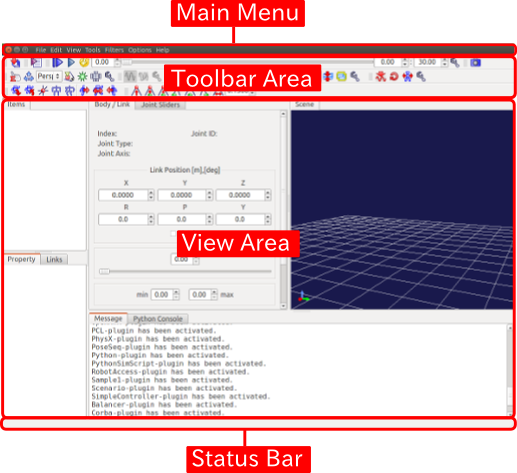 Main Menu
File Edit View Tools Filters Options Help
0.00 0.00 30.00
Toolbar Area
Items Body / Link Joint Sliders Scene
Index: Joint ID:
Joint Type:
Joint Axis:
Link Position [m],[deg]
X Y Z
0.0000 0.0000 0.0000
R P Y
0.0 0.0 0.0
View Area
Property Links
0.00
min 0.00 0.00 max
Message Python Console
PCL-plugin has been activated.
PhysX-plugin has been activated.
PoseSeq-plugin has been activated.
Python-plugin has been activated.
PythonSimScript-plugin has been activated.
RobotAccess-plugin has been activated.
Sample1-plugin has been activated.
Scenario-plugin has been activated.
SimpleController-plugin has been activated.
Balancer-plugin has been activated.
Corba-plugin has been activated.
Status Bar